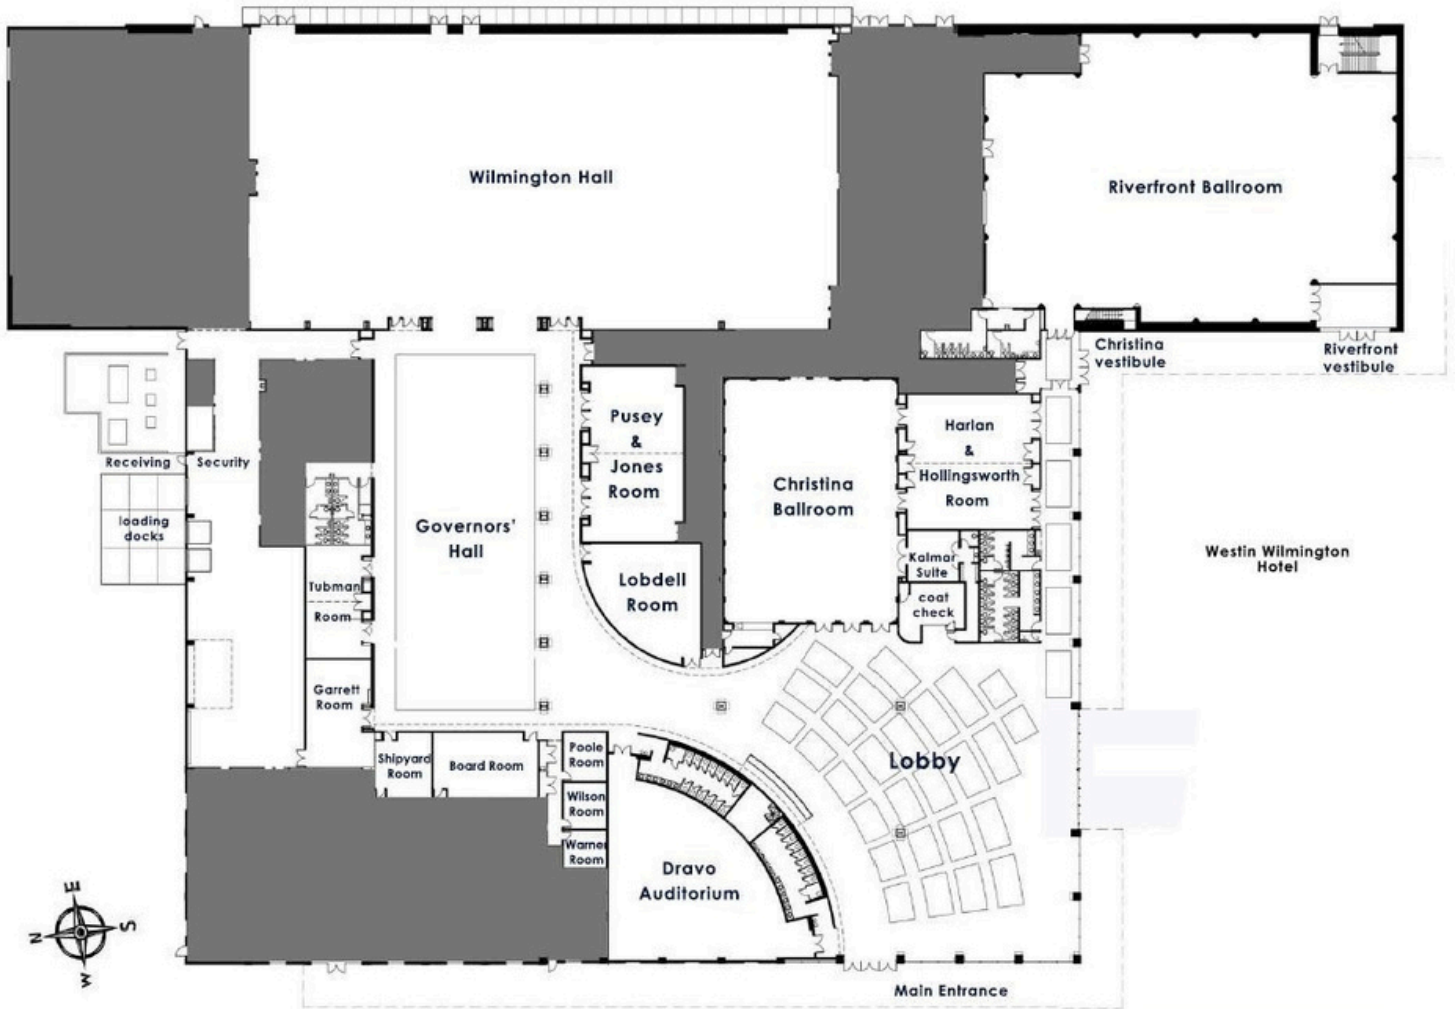 Wilmington Hall
Riverfront Ballroom
Christina
vestibule
Riverfront
vestibule
Pusey
&
Jones
Room
Harlan
&
Hollingsworth
Room
Receiving
Security
Christina
Ballroom
loading
docks
Governors'
Hall
Westin Wilmington
Hotel
Kalmar
Suite
Lobdell
Room
Tubman
Room
coat
check
Garrett
Room
Shipyard
Room
Board Room
Poole
Room
Lobby
Wilson
Room
Warner
Room
Dravo
Auditorium
E
N
S
W
Main Entrance